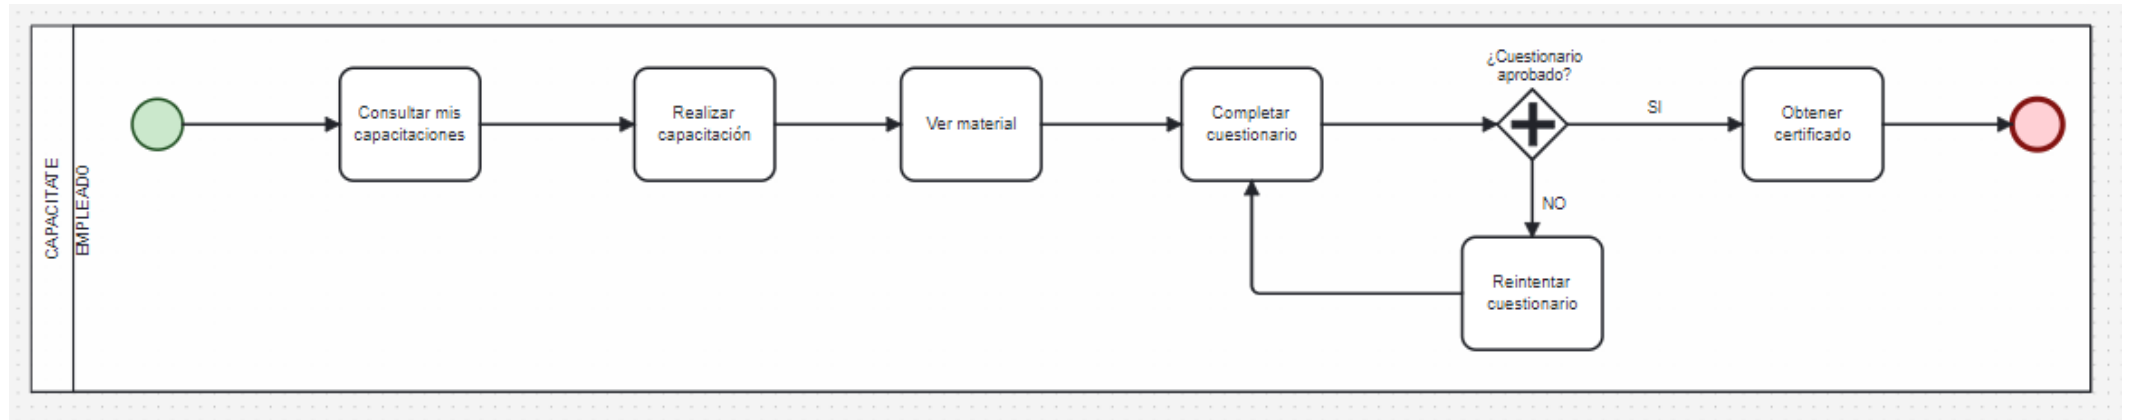 CAPACITATE
EMPLEADO
Consultar mis
capacitaciones
Realizar
capacitación
Ver material
Completar
cuestionario
¿Cuestionario
aprobado?
SI
Obtener
certificado
NO
Reintentar
cuestionario